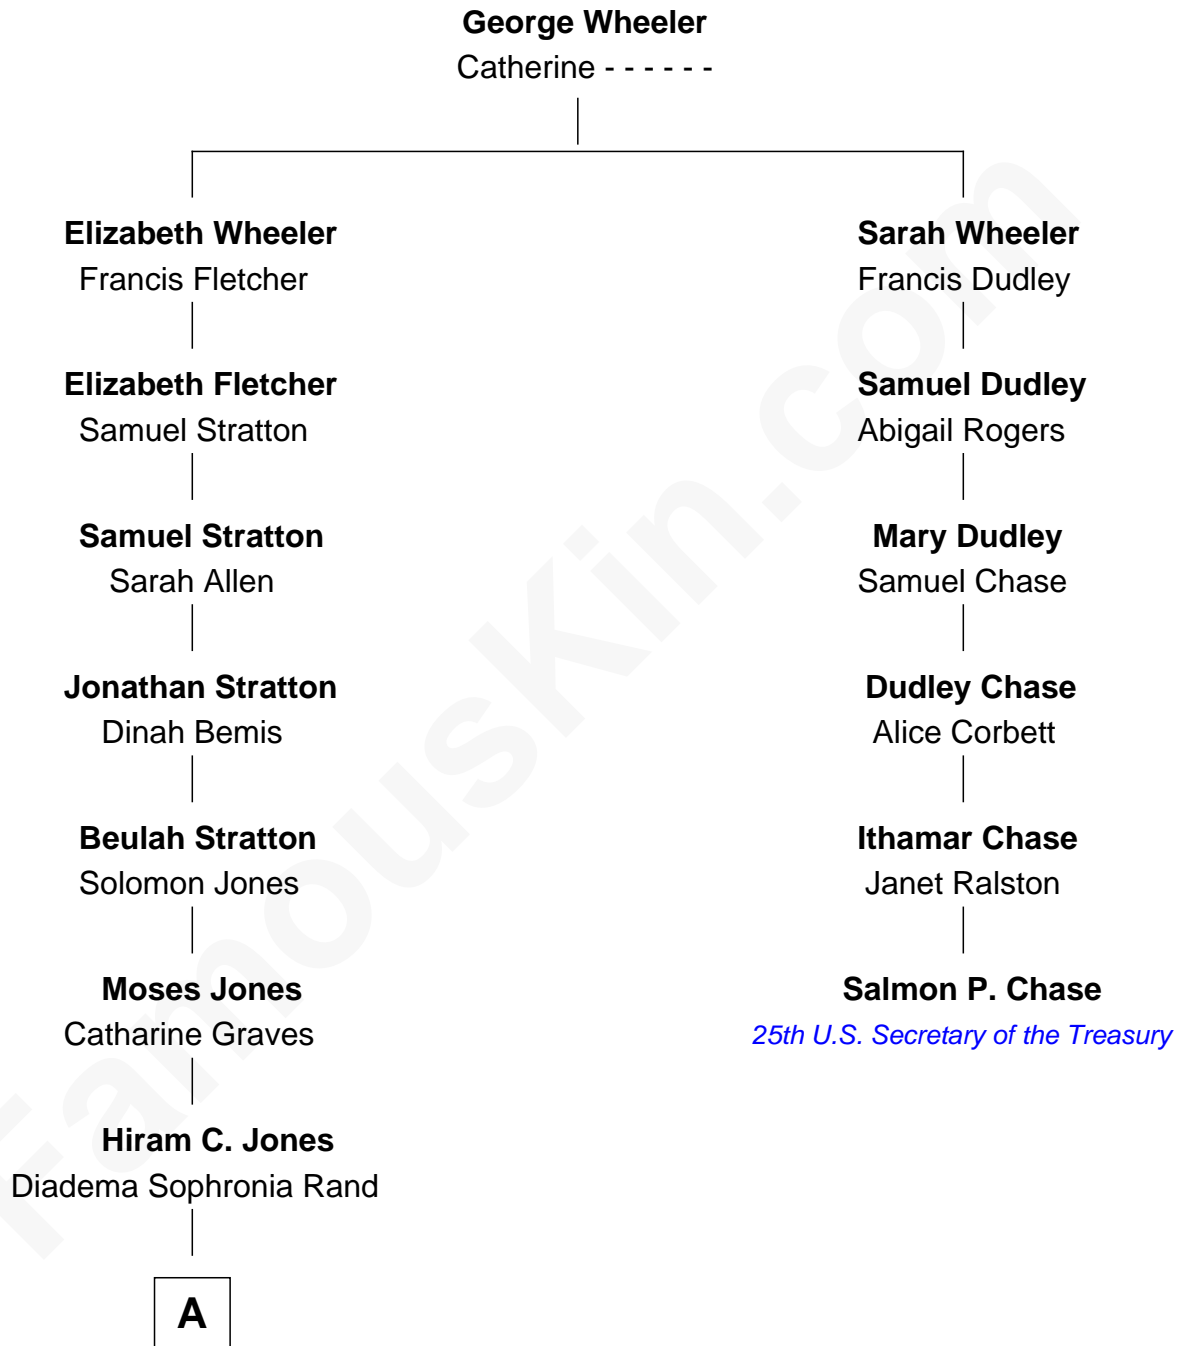 George Wheeler
Catherine - - - - - -
Elizabeth Wheeler
Francis Fletcher
Sarah Wheeler
Francis Dudley
Elizabeth Fletcher
Samuel Stratton
Samuel Dudley
Abigail Rogers
Samuel Stratton
Sarah Allen
Mary Dudley
Samuel Chase
Jonathan Stratton
Dinah Bemis
Dudley Chase
Alice Corbett
Beulah Stratton
Solomon Jones
Ithamar Chase
Janet Ralston
Moses Jones
Catharine Graves
Salmon P. Chase
25th U.S. Secretary of the Treasury
Hiram C. Jones
Diadema Sophronia Rand
A
FamousKin.com